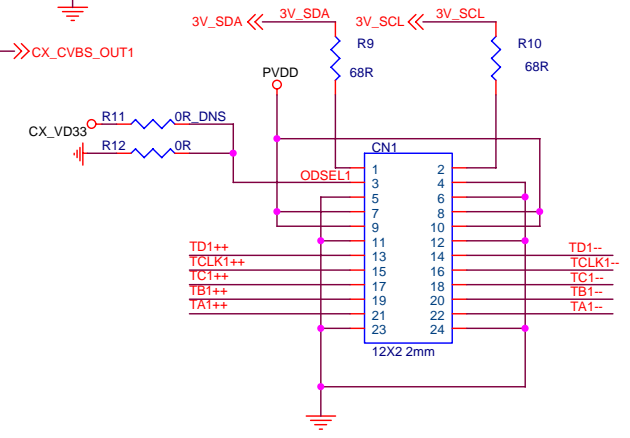 3V_SDA 3V_SDA 3V_SCL 3V_SCL
CX_CVBS_OUT1
R9 R10
68R 68R
PVDD
R11 0R_DNS
CX_VD33
R12 0R
CN1
ODSEL1
1 2
3 4
5 6
7 8
9 10
11 12
TD1++ 13 14 TD1--
TCLK1++ 15 16 TCLK1--
TC1++ 17 18 TC1--
TB1++ 19 20 TB1--
TA1++ 21 22 TA1--
23 24
12X2 2mm